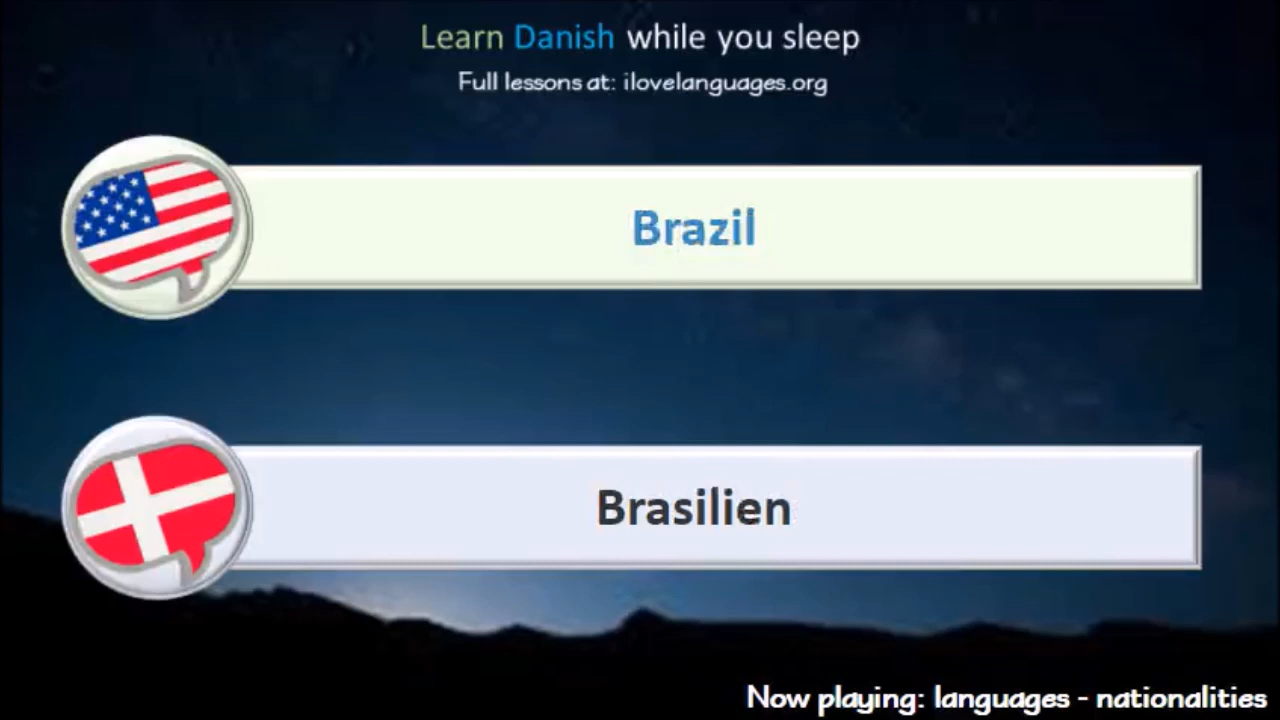 Learn Danish while you sleep
Full lessons at: ilovelanguages.org
Brazil
Brasilien
Now playing: languages - nationalities